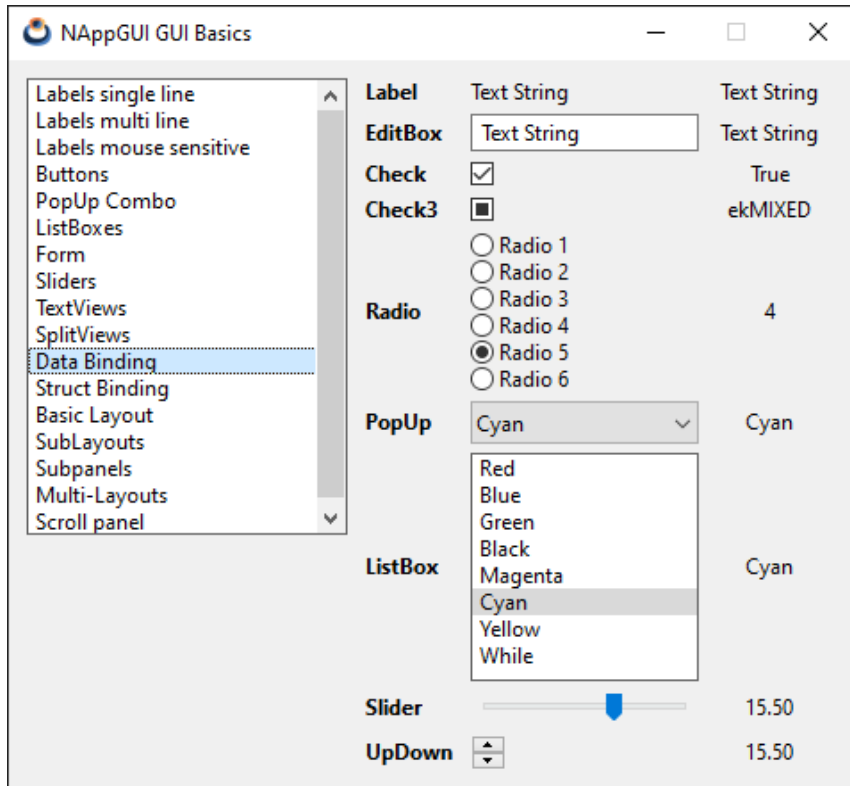 NAppGUI GUI Basics
Labels single line
Labels multi line
Labels mouse sensitive
Buttons
PopUp Combo
ListBoxes
Form
Sliders
TextViews
SplitViews
Data Binding
Struct Binding
Basic Layout
SubLayouts
Subpanels
Multi-Layouts
Scroll panel
Label Text String Text String
EditBox Text String Text String
Check True
Check3 ekMIXED
Radio 1
Radio 2
Radio 3
Radio Radio 4 4
Radio 5
Radio 6
PopUp Cyan Cyan
Red
Blue
Green
Black
ListBox Magenta Cyan
Cyan
Yellow
While
Slider 15.50
UpDown 15.50